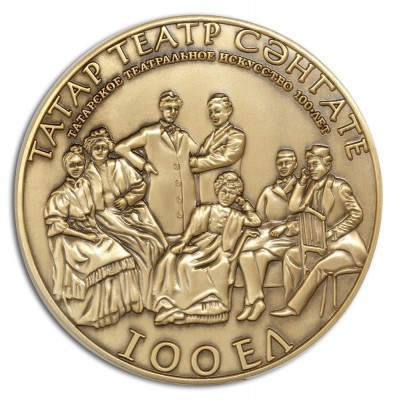 ТАТАР ТЕАТР СӘНГАТЕ
ТАТАРСКОЕ ТЕАТРАЛЬНОЕ ИСКУССТВО 100-ЛЕТ
100 ЕЛ